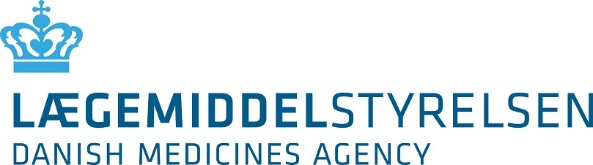 LÆGEMIDDELSTYRELSEN
DANISH MEDICINES AGENCY